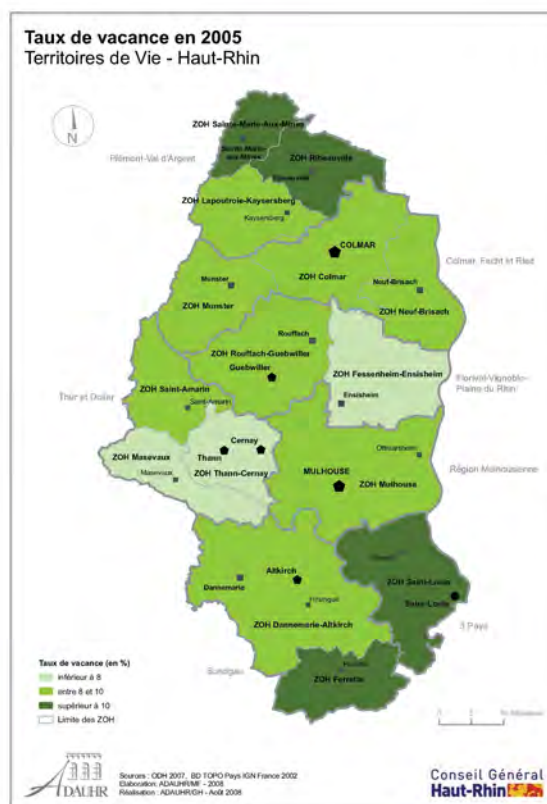 Taux de vacance en 2005
Territoires de Vie - Haut-Rhin
N
ZOH Sainte-Marie-Aux-Mines
Sainte-Marie-
aux-Mines
Piémont-Val d'Argent
ZOH Ribeauvillé
Ribeauvillé
ZOH Lapoutroie-Kaysersberg
Kaysersberg
COLMAR
Colmar, Fecht et Ried
ZOH Colmar
Munster
Neuf-Brisach
ZOH Munster
ZOH Neuf-Brisach
Rouffach
ZOH Rouffach-Guebwiller
Guebwiller
ZOH Fessenheim-Ensisheim
Ensisheim
Florival-Vignoble-
Plaine du Rhin
ZOH Saint-Amarin
Saint-Amarin
Thur et Doller
Cernay
Thann
ZOH Masevaux
Masevaux
ZOH Thann-Cernay
Ottmarsheim
MULHOUSE
ZOH Mulhouse
Région Mulhousienne
Altkirch
Dannemarie
Hirsingue
ZOH Dannemarie-Altkirch
ZOH Saint-Louis
Saint-Louis
3 Pays
Sundgau
ZOH Ferrette
Taux de vacance (en %)
inférieur à 8
entre 8 et 10
supérieur à 10
Limite des ZOH
ADAUHR
Sources : ODH 2007, BD TOPO Pays IGN France 2002
Elaboration: ADAUHR/MF - 2008
Réalisation : ADAUHR/GH - Août 2008
Conseil Général
Haut-Rhin